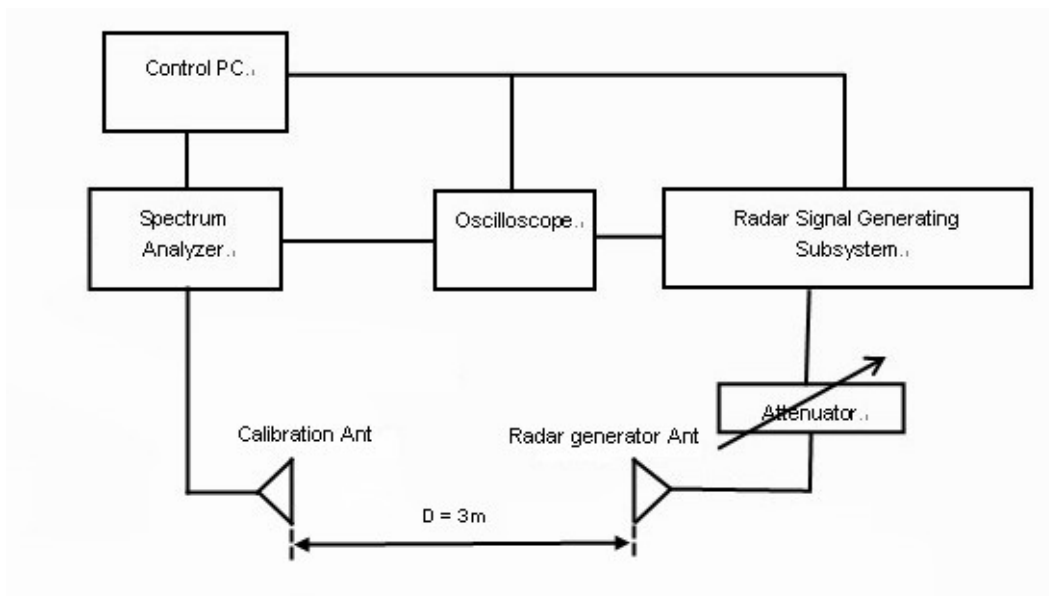 Control PC.
Spectrum
Analyzer.
Oscilloscope.
Radar Signal Generating
Subsystem.
Attenuator.
Calibration Ant
Radar generator Ant
D = 3m